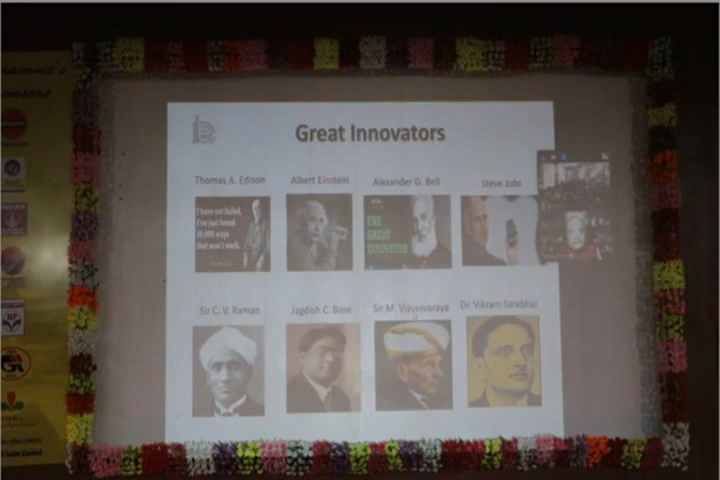 Great Innovators
Thomas A. Edison
Albert Einstein
Alexander G. Bell
Steve Jobs
I have not failed,
I've just found
10,000 ways
that won't work.
THE
GREAT
INNOVATOR
Sir C. V. Raman
Jagdish C. Bose
Sir M. Visvesvaraya
Dr. Vikram Sarabhai